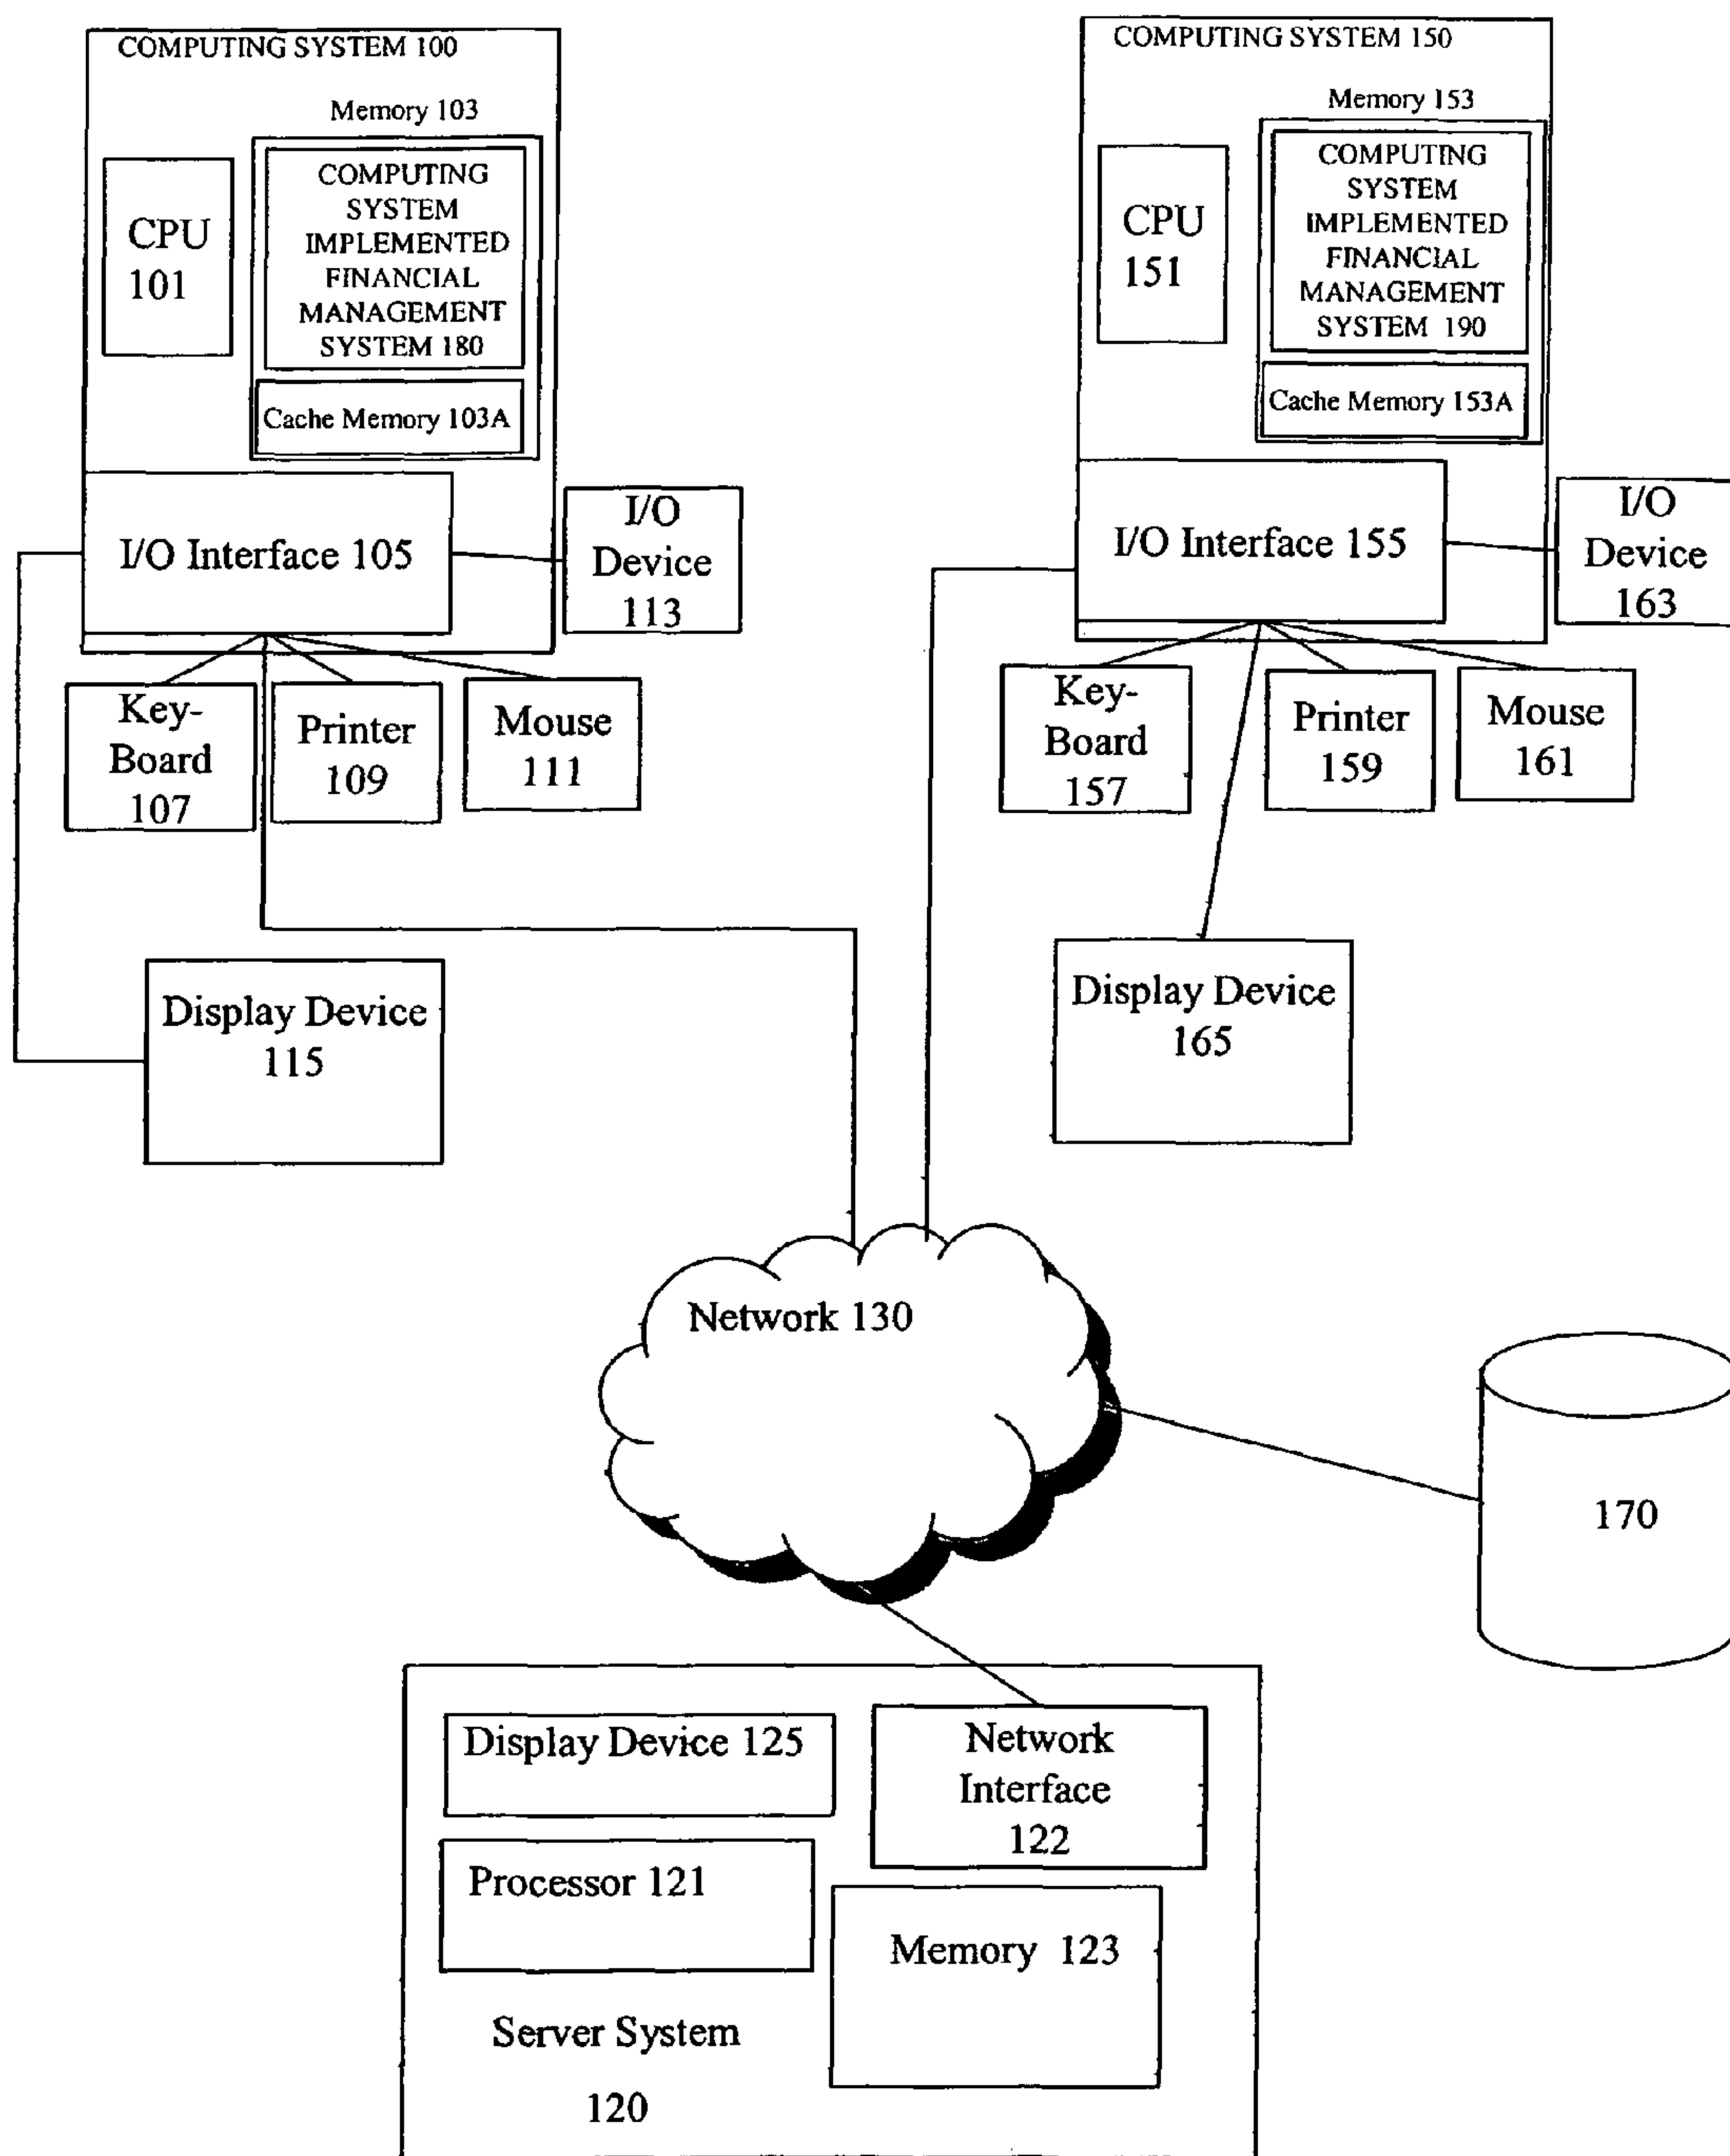 COMPUTING SYSTEM 100
Memory 103
CPU
101
COMPUTING
SYSTEM
IMPLEMENTED
FINANCIAL
MANAGEMENT
SYSTEM 180
Cache Memory 103A
I/O Interface 105
I/O
Device
113
Key-
Board
107
Printer
109
Mouse
111
Display Device
115
COMPUTING SYSTEM 150
Memory 153
CPU
151
COMPUTING
SYSTEM
IMPLEMENTED
FINANCIAL
MANAGEMENT
SYSTEM 190
Cache Memory 153A
I/O Interface 155
I/O
Device
163
Key-
Board
157
Printer
159
Mouse
161
Display Device
165
Network 130
170
Display Device 125
Network
Interface
122
Processor 121
Memory 123
Server System
120